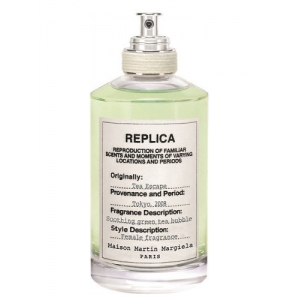 REPLICA
REPRODUCTION OF FAMILIAR
SCENTS AND MOMENTS OF VARYING
LOCATIONS AND PERIODS
Originally:
Tea Escape
Provenance and Period:
Tokyo, 2008
Fragrance Description:
Soothing green tea bubble
Style Description:
Female fragrance
Maison Martin Margiela
PARIS